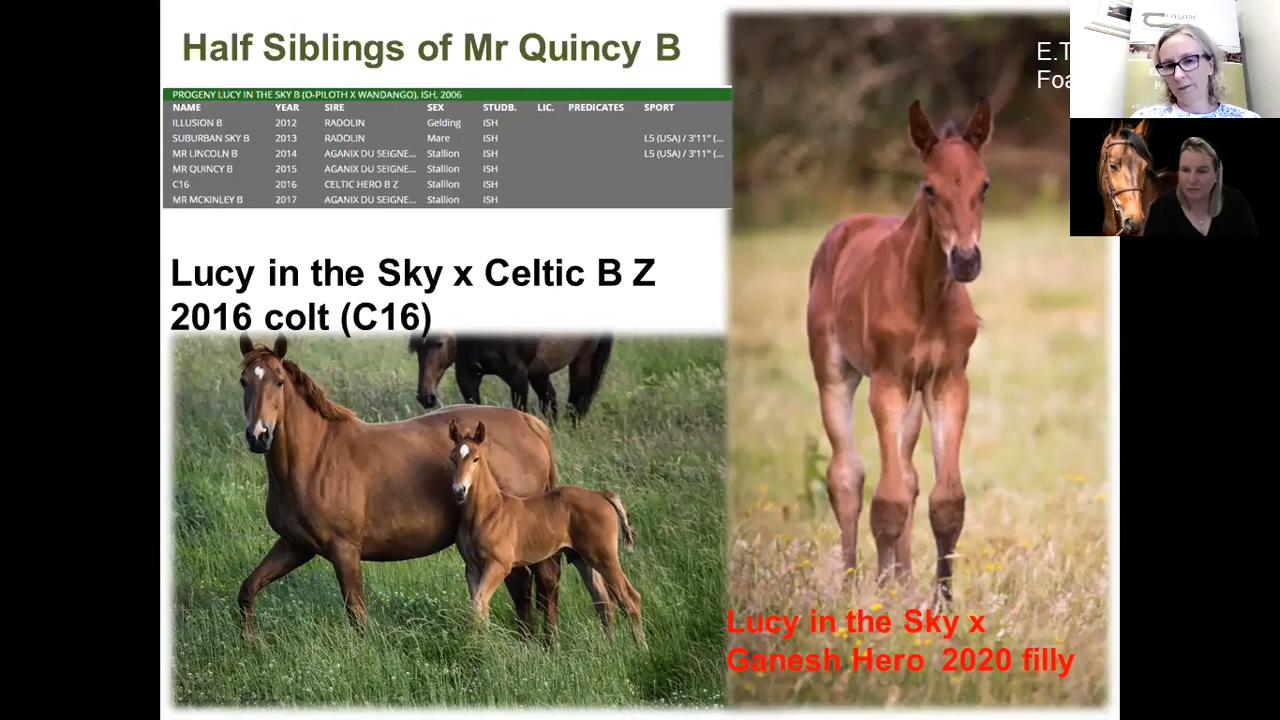 Half Siblings of Mr Quincy B
PROGENY LUCY IN THE SKY B (O-PILOTH X WANDANGO), ISH, 2006
NAME YEAR SIRE SEX STUDB. LIC. PREDICATES SPORT
ILLUSION B 2012 RADOLIN Gelding ISH
SUBURBAN SKY B 2013 RADOLIN Mare ISH L5 (USA) / 3'11" (...
MR LINCOLN B 2014 AGANIX DU SEIGNE... Stallion ISH L5 (USA) / 3'11" (...
MR QUINCY B 2015 AGANIX DU SEIGNE... Stallion ISH
C16 2016 CELTIC HERO B Z Stallion ISH
MR MCKINLEY B 2017 AGANIX DU SEIGNE... Stallion ISH
E.T
Foa
Lucy in the Sky x Celtic B Z
2016 colt (C16)
Lucy in the Sky x
Ganesh Hero 2020 filly